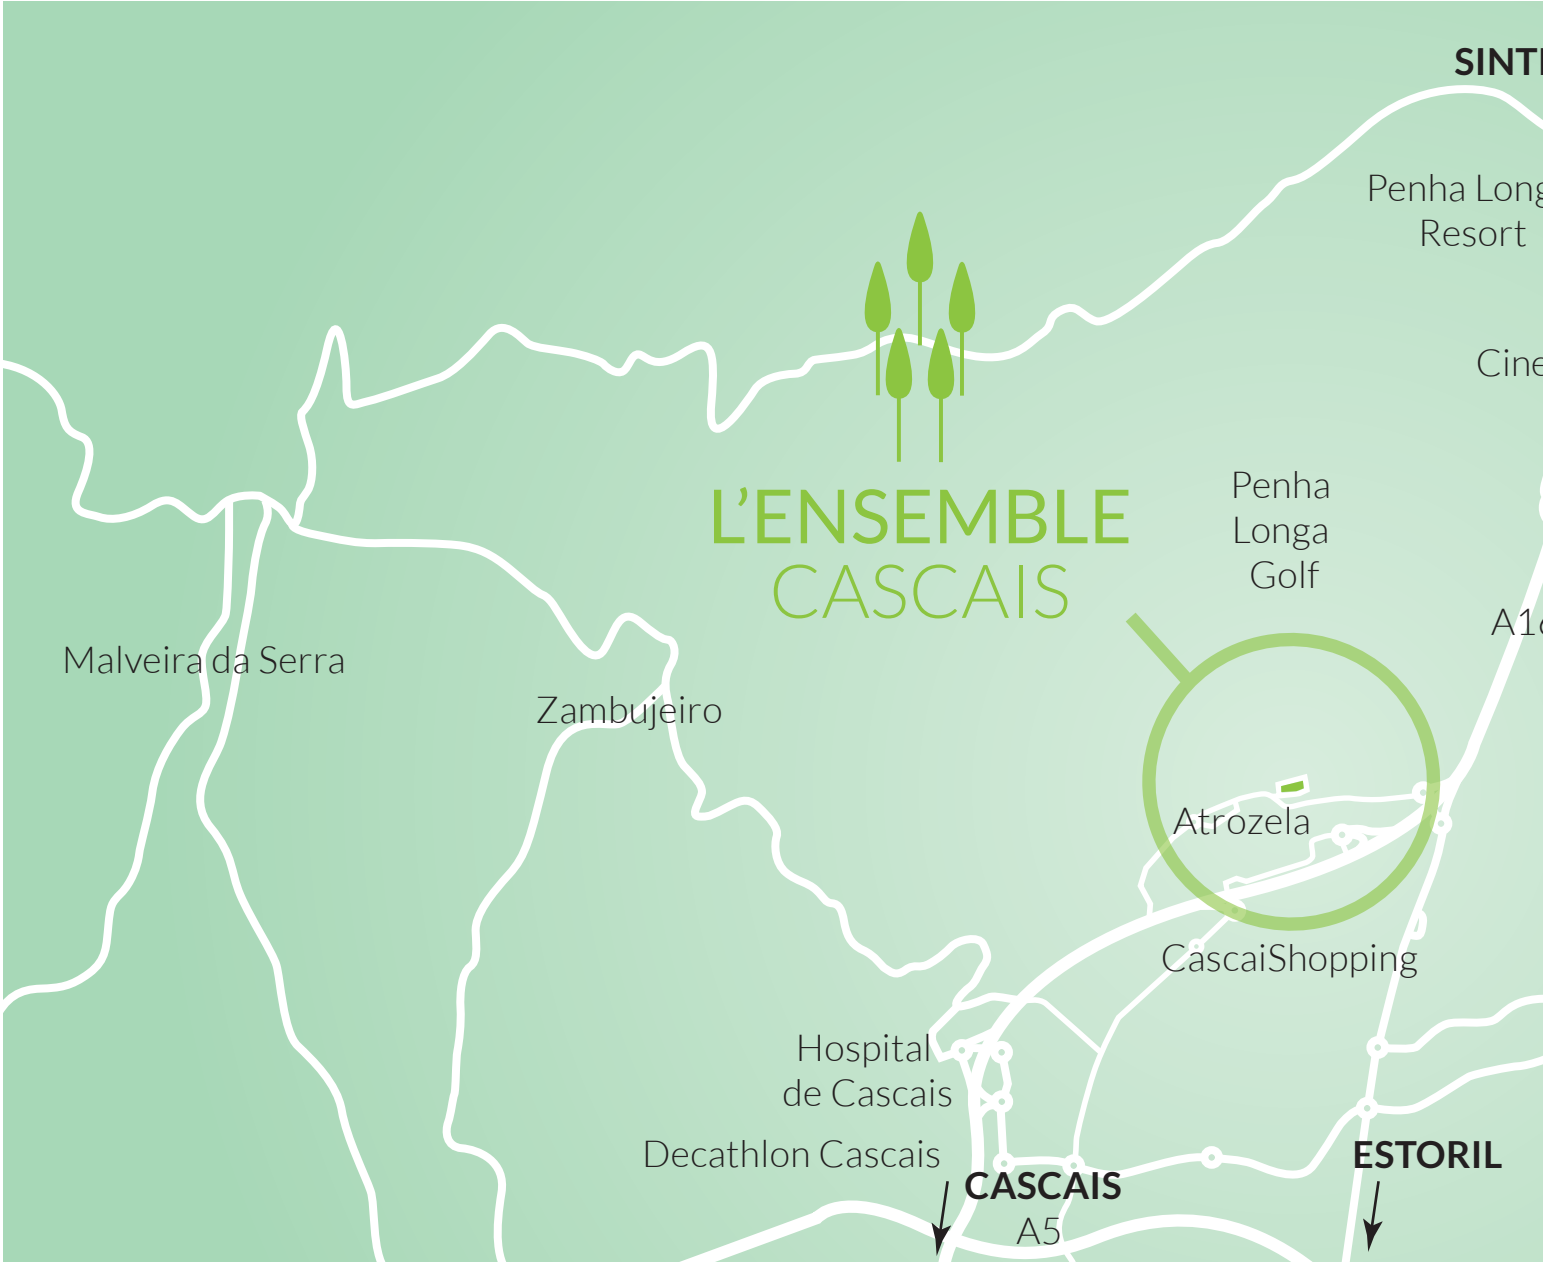 SINT
Penha Long
Resort
Cine
L'ENSEMBLE
CASCAIS
Penha
Longa
Golf
A16
Malveira da Serra
Zambujeiro
Atrozela
CascaiShopping
Hospital
de Cascais
Decathlon Cascais
CASCAIS
A5
ESTORIL